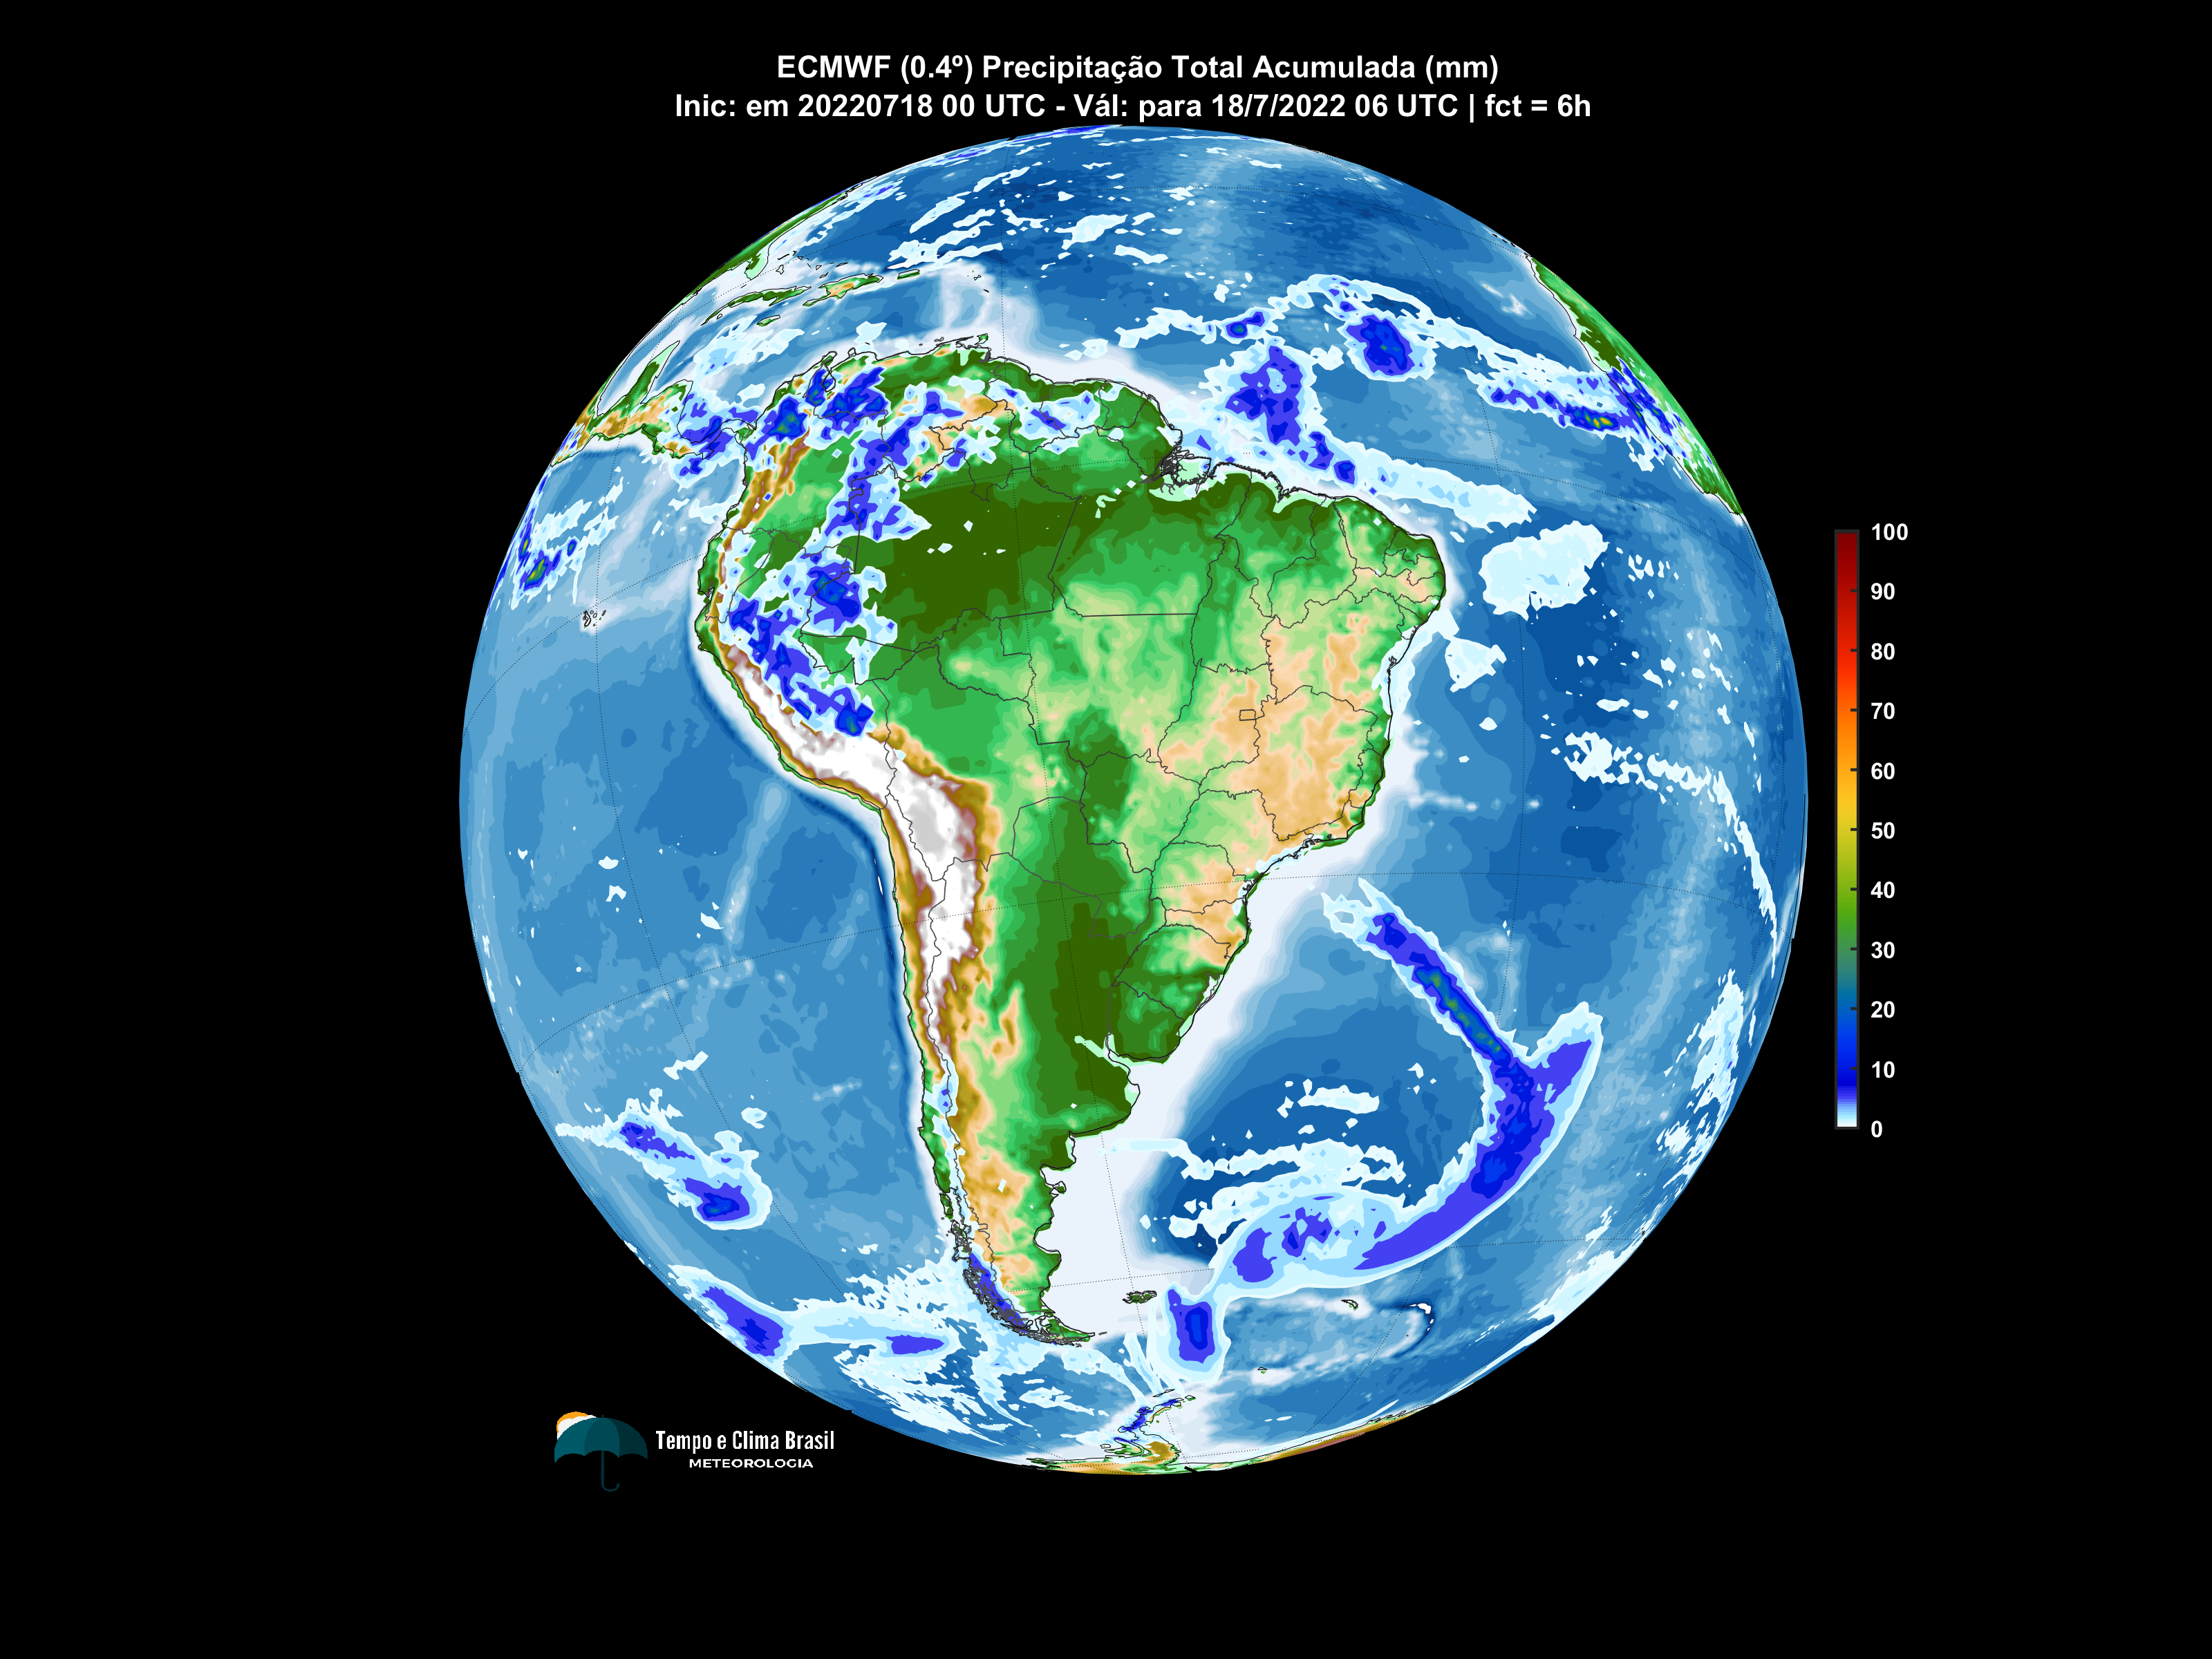 ECMWF (0.4º) Precipitação Total Acumulada (mm)
Inic: em 20220718 00 UTC - Vál: para 18/7/2022 06 UTC | fct = 6h
100
90
80
70
60
50
40
30
20
10
0
Tempo e Clima Brasil
METEOROLOGIA